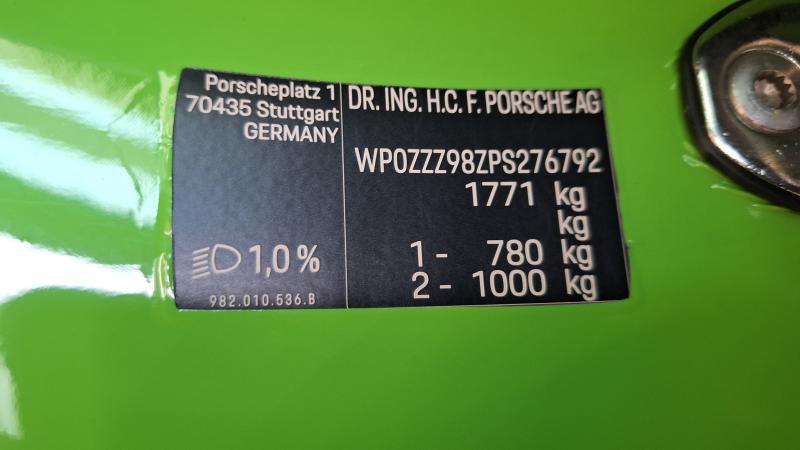 Porscheplatz 1
70435 Stuttgart
GERMANY
1,0 %
982.010.536.B
DR. ING. H.C. F. PORSCHE AG
WP0ZZZ98ZPS276792
1771 kg
kg
1 - 780 kg
2 - 1000 kg